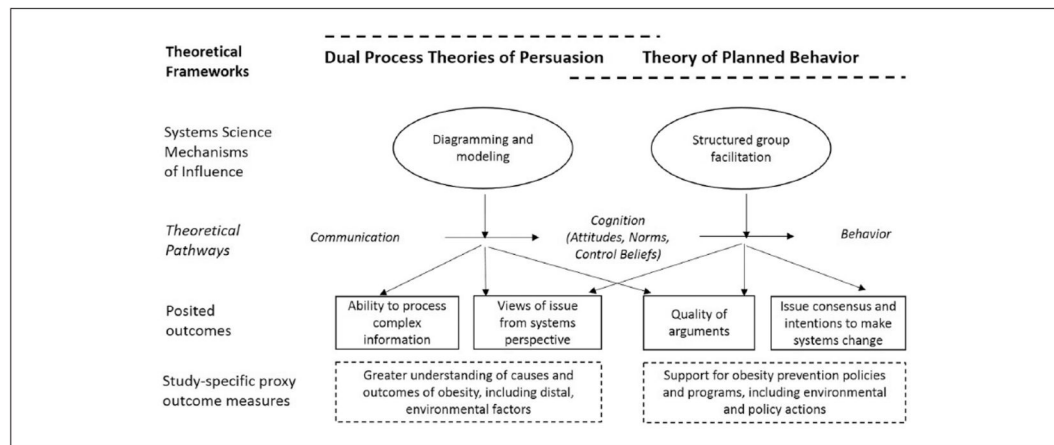 Theoretical
Frameworks
Dual Process Theories of Persuasion
Theory of Planned Behavior
Systems Science
Mechanisms
of Influence
Diagramming and
modeling
Structured group
facilitation
Theoretical
Pathways
Communication
Cognition
(Attitudes, Norms,
Control Beliefs)
Behavior
Posited
outcomes
Ability to process
complex
information
Views of issue
from systems
perspective
Quality of
arguments
Issue consensus and
intentions to make
systems change
Study-specific proxy
outcome measures
Greater understanding of causes and
outcomes of obesity, including distal,
environmental factors
Support for obesity prevention policies
and programs, including environmental
and policy actions